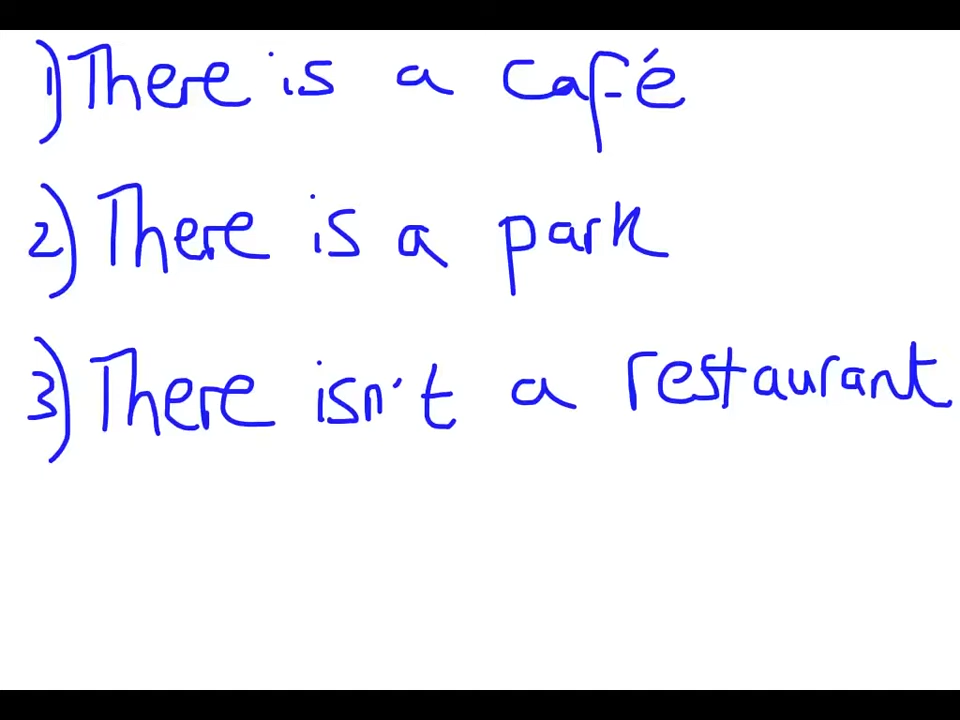 1) There is a café
2) There is a park
3) There isn't a restaurant